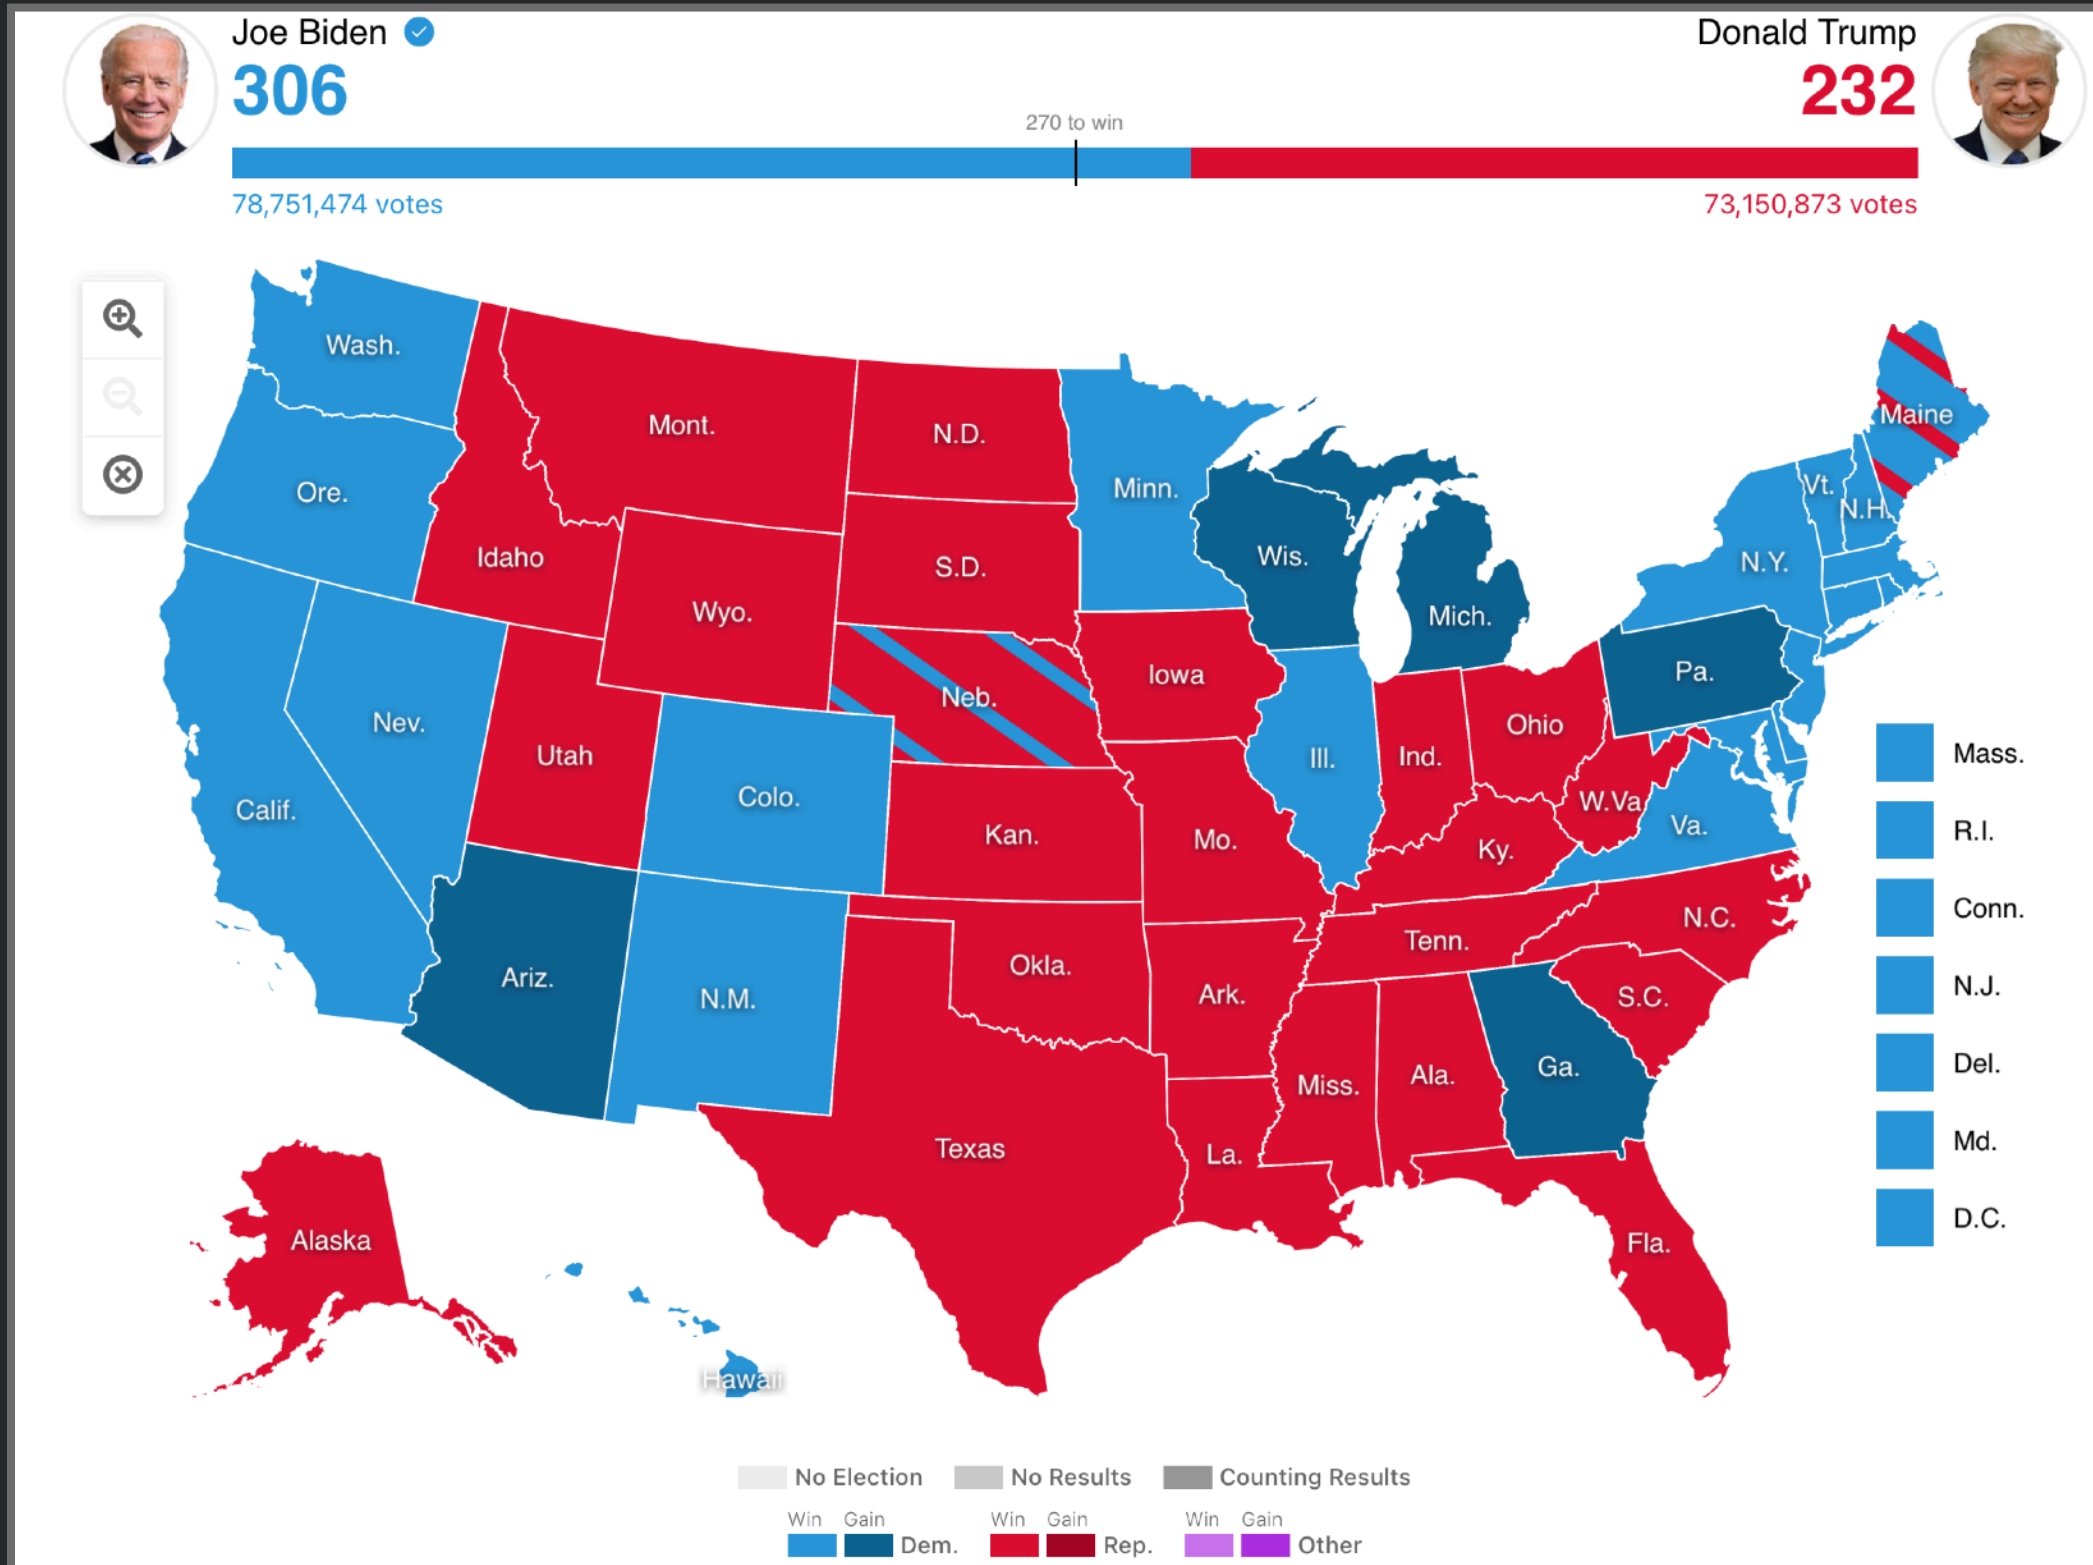 Joe Biden
306
Donald Trump
232
270 to win
78,751,474 votes
73,150,873 votes
Wash.
Mont.
N.D.
Minn.
Maine
Ore.
Idaho
S.D.
Wis.
Vt.
N.H.
N.Y.
Wyo.
Mich.
Iowa
Pa.
Nev.
Utah
Neb.
Ohio
Calif.
Colo.
Ill.
Ind.
W.Va
Kan.
Mo.
Ky.
Va.
Ariz.
N.M.
Okla.
Ark.
Tenn.
N.C.
S.C.
Texas
La.
Miss.
Ala.
Ga.
Fla.
Alaska
Hawaii
Mass.
R.I.
Conn.
N.J.
Del.
Md.
D.C.
No Election No Results Counting Results
Win Gain Win Gain Win Gain
Dem. Rep. Other